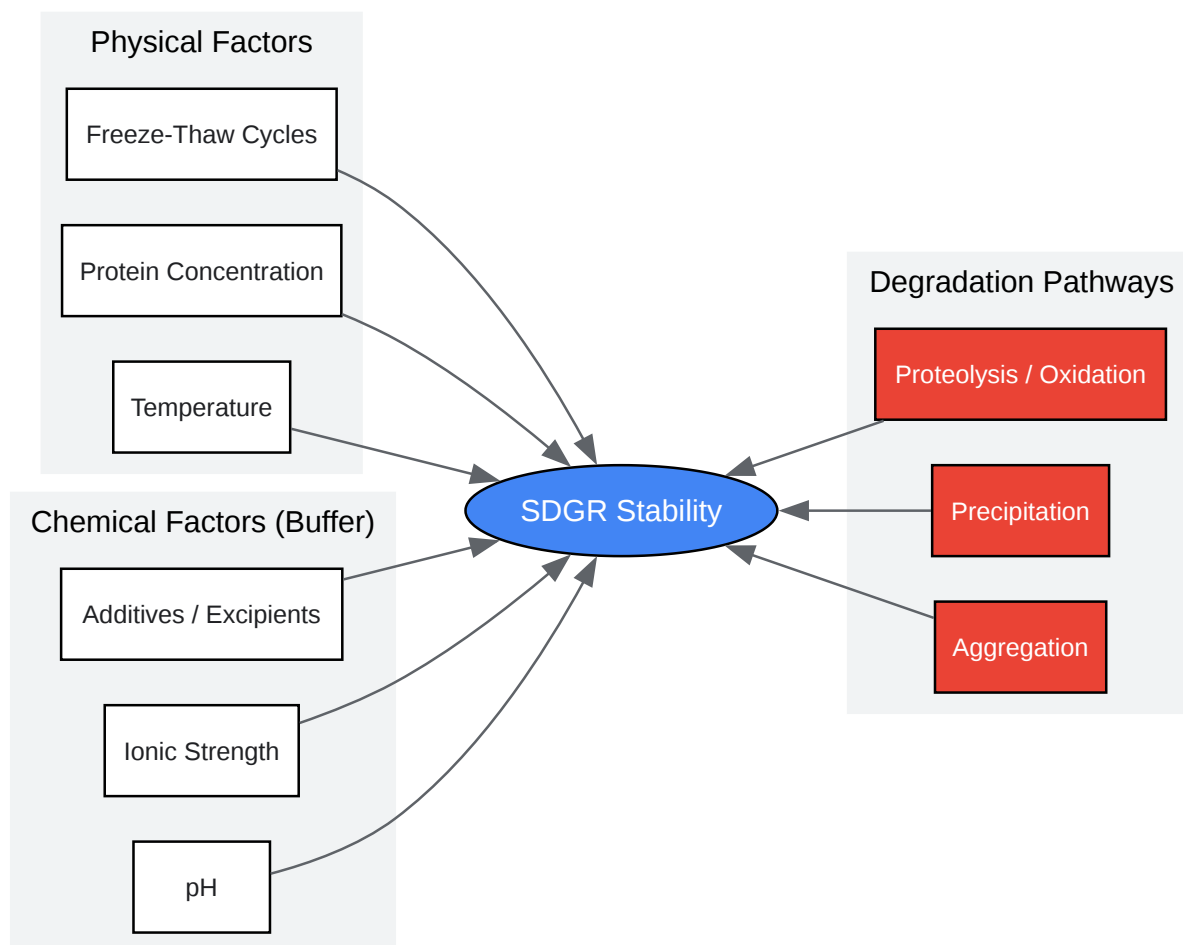 Physical Factors
Freeze-Thaw Cycles
Protein Concentration
Temperature
Chemical Factors (Buffer)
Additives / Excipients
Ionic Strength
pH
SDGR Stability
Degradation Pathways
Proteolysis / Oxidation
Precipitation
Aggregation